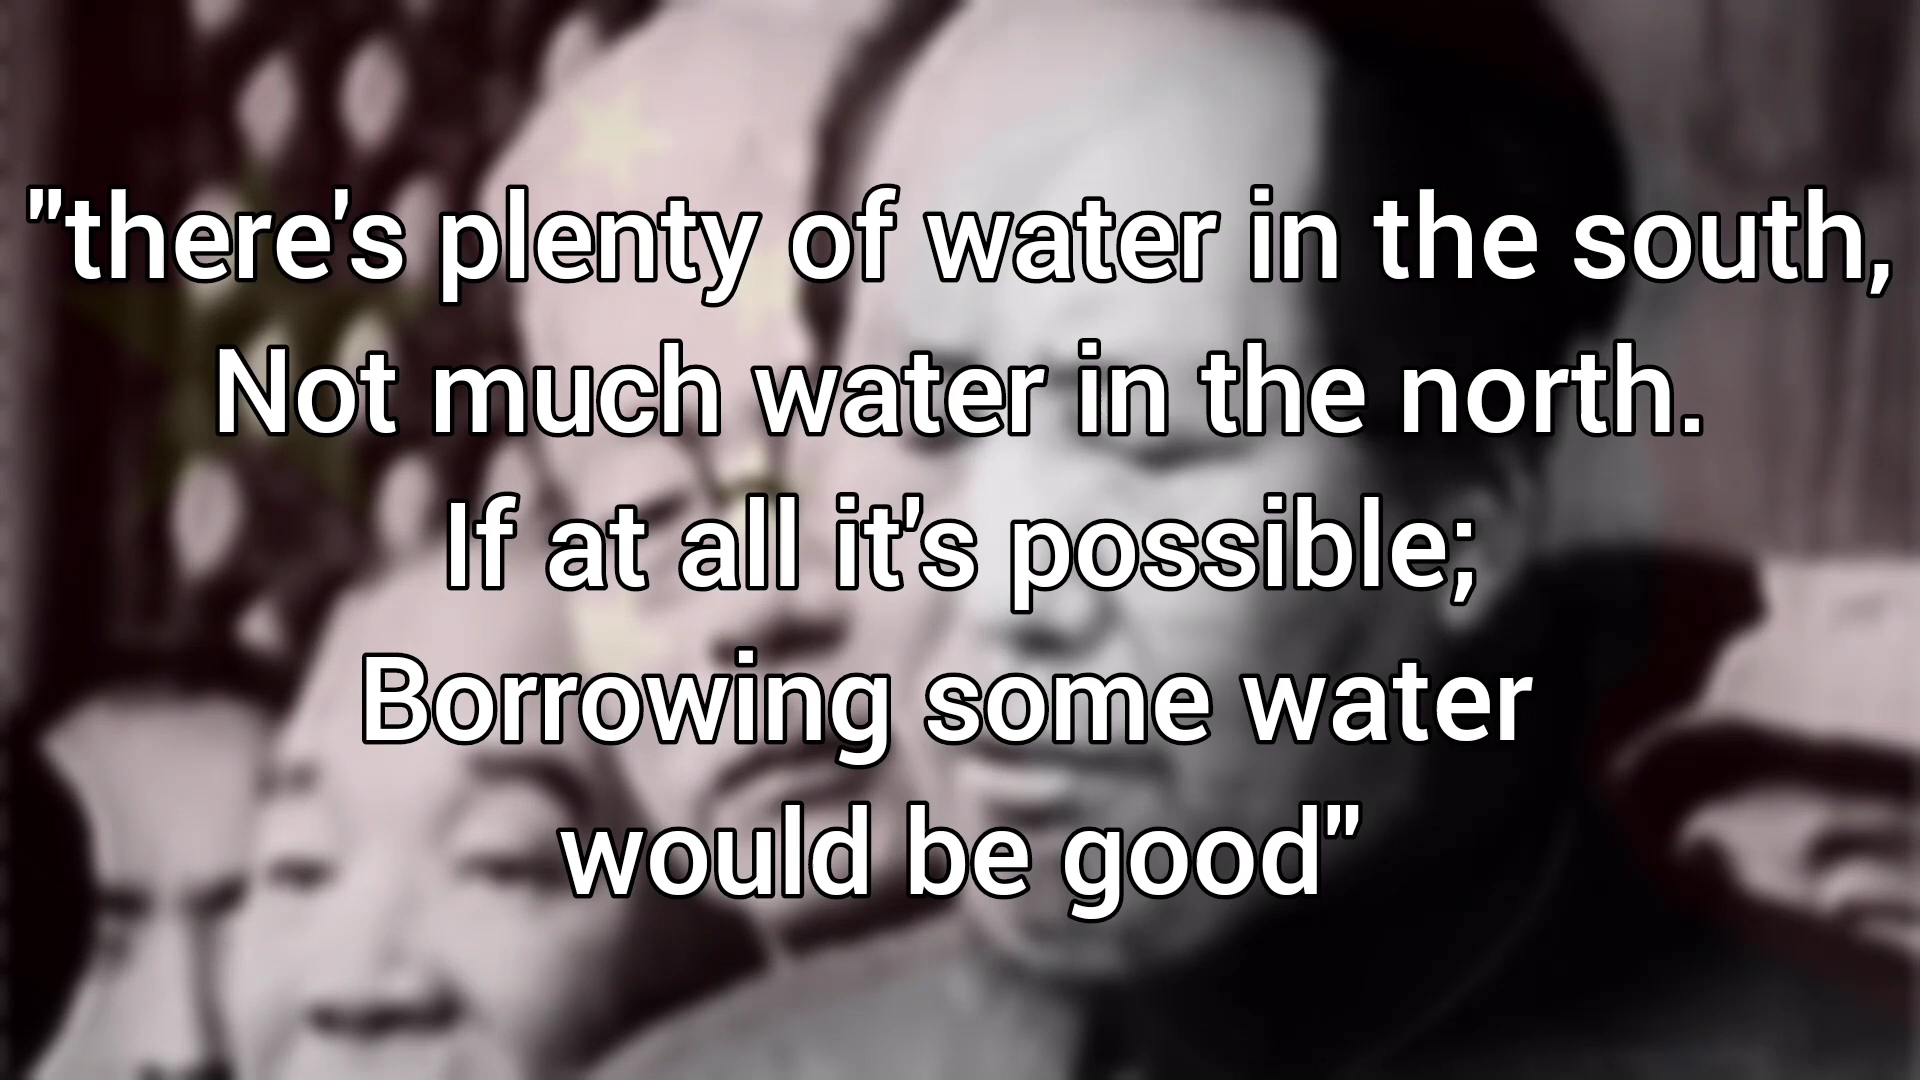 "there's plenty of water in the south,
Not much water in the north.
If at all it's possible;
Borrowing some water
would be good"